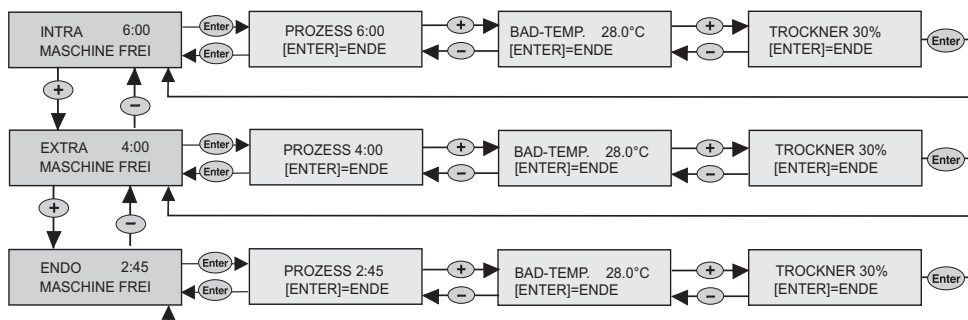 INTRA 6:00
MASCHINE FREI
Enter
Enter
PROZESS 6:00
[ENTER]=ENDE
+
−
BAD-TEMP. 28.0°C
[ENTER]=ENDE
+
−
TROCKNER 30%
[ENTER]=ENDE
Enter
+
−
EXTRA 4:00
MASCHINE FREI
Enter
Enter
PROZESS 4:00
[ENTER]=ENDE
+
−
BAD-TEMP. 28.0°C
[ENTER]=ENDE
+
−
TROCKNER 30%
[ENTER]=ENDE
Enter
+
−
ENDO 2:45
MASCHINE FREI
Enter
Enter
PROZESS 2:45
[ENTER]=ENDE
+
−
BAD-TEMP. 28.0°C
[ENTER]=ENDE
+
−
TROCKNER 30%
[ENTER]=ENDE
Enter